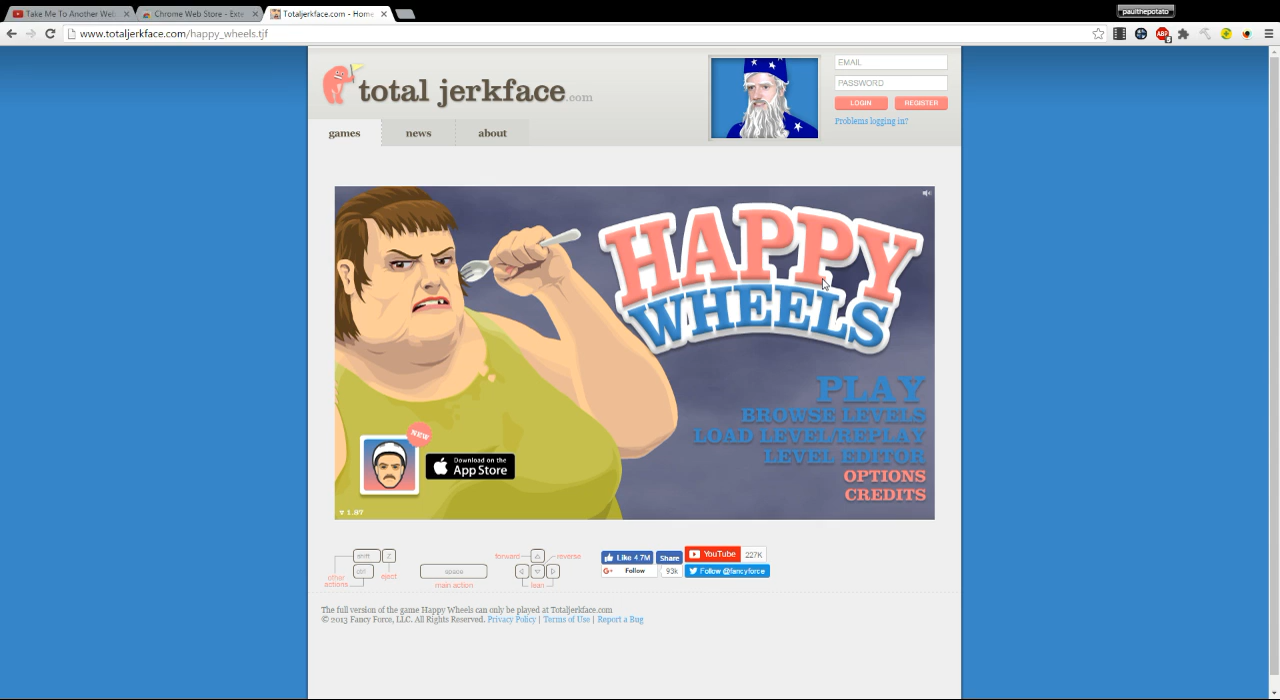 Take Me To Another Web
Chrome Web Store - Exte
Totaljerkface.com - Home
paulthepotato
www.totaljerkface.com/happy_wheels.tjf
ABP
total jerkface.com
EMAIL
PASSWORD
LOGIN REGISTER
Problems logging in?
games news about
HAPPY
WHEELS
PLAY
BROWSE LEVELS
LOAD LEVEL/REPLAY
LEVEL EDITOR
OPTIONS
CREDITS
NEW
Download on the
App Store
v 1.87
shift Z
ctrl
other
actions
eject
space
main action
forward reverse
lean
Like 4.7M Share YouTube 227K
G+ Follow 93k Follow @fancyforce
The full version of the game Happy Wheels can only be played at Totaljerkface.com
© 2013 Fancy Force, LLC. All Rights Reserved. Privacy Policy | Terms of Use | Report a Bug